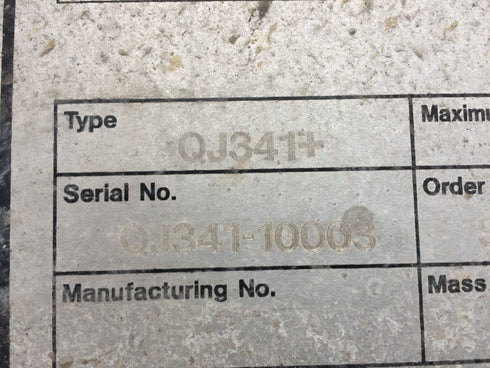 Type
Maximu
QJ341+
Serial No.
Order
QJ341-10003
Manufacturing No.
Mass